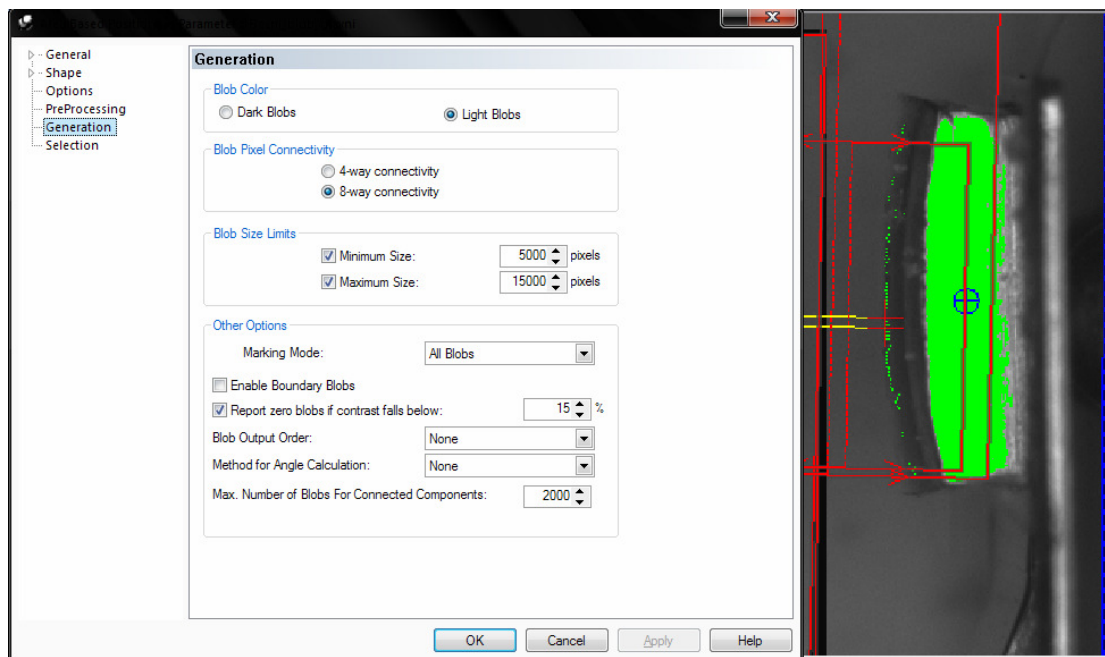 General
Shape
Options
PreProcessing
Generation
Selection
Generation
Blob Color
Dark Blobs
Light Blobs
Blob Pixel Connectivity
4-way connectivity
8-way connectivity
Blob Size Limits
Minimum Size: 5000 pixels
Maximum Size: 15000 pixels
Other Options
Marking Mode: All Blobs
Enable Boundary Blobs
Report zero blobs if contrast falls below: 15 %
Blob Output Order: None
Method for Angle Calculation: None
Max. Number of Blobs For Connected Components: 2000
OK Cancel Apply Help